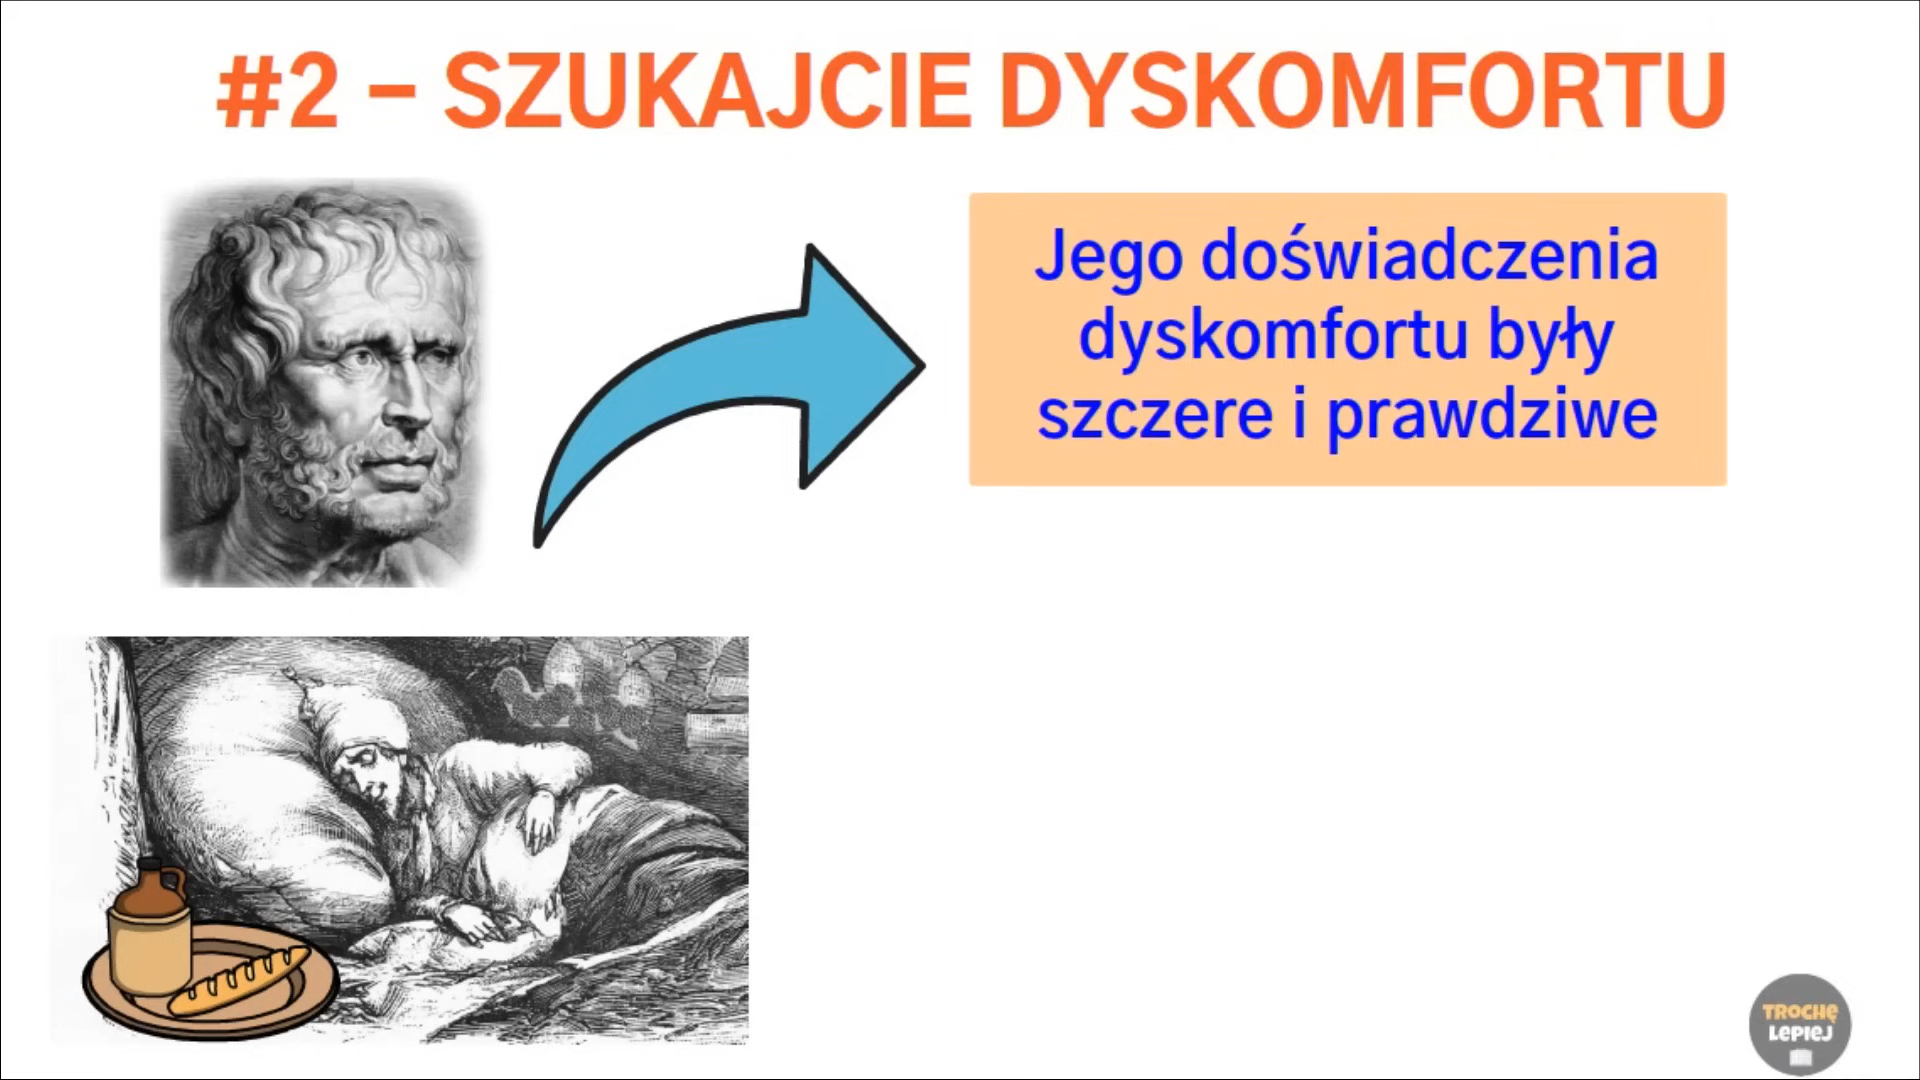 #2 – SZUKAJCIE DYSKOMFORTU
Jego doświadczenia
dyskomfortu były
szczere i prawdziwe
TROCHĘ
LEPIEJ